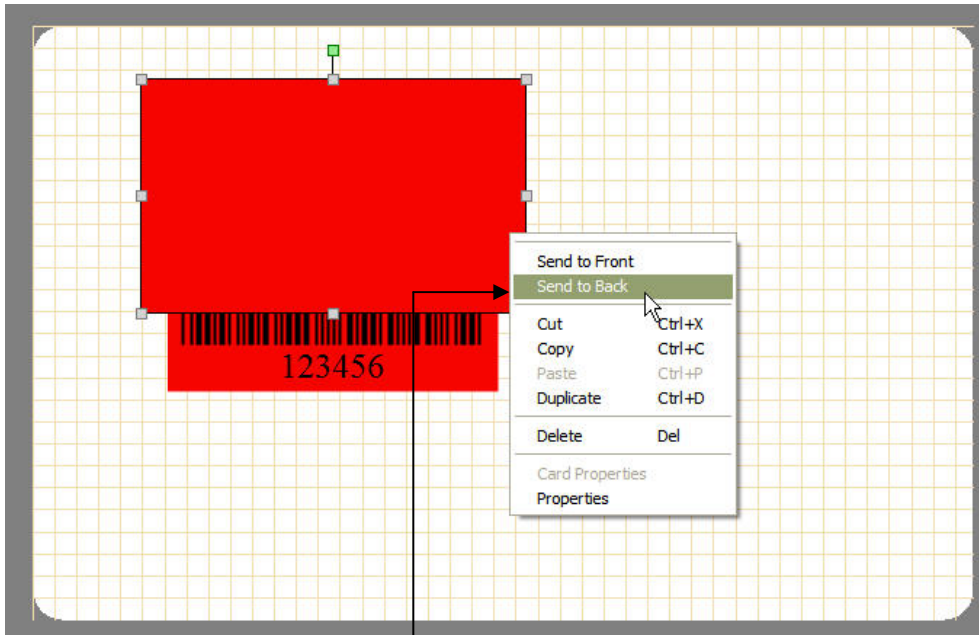 Send to Front
Send to Back
Cut Ctrl+X
Copy Ctrl+C
Paste Ctrl+P
Duplicate Ctrl+D
Delete Del
Card Properties
Properties
123456